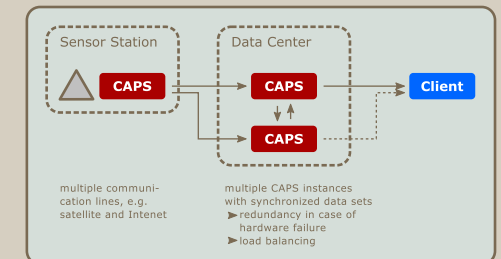 Sensor Station
Data Center
CAPS
CAPS
Client
CAPS
multiple communi-
cation lines, e.g.
satellite and Intenet
multiple CAPS instances
with synchronized data sets
redundancy in case of
hardware failure
load balancing